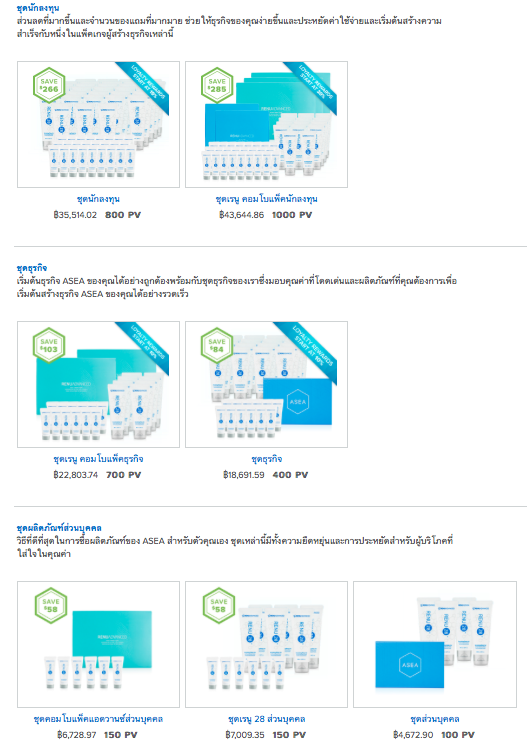 ชุดนักลงทุน
ส่วนลดที่มากขึ้นและจำนวนของแถมที่มากมาย ช่วยให้ธุรกิจของคุณง่ายขึ้นและประหยัดค่าใช้จ่ายและเริ่มต้นสร้างความ
สำเร็จกับหนึ่งในแพ็คเกจผู้สร้างธุรกิจเหล่านี้
SAVE
$266
LOYALTY REWARDS
START AT 30%
SAVE
$285
LOYALTY REWARDS
START AT 30%
ชุดนักลงทุน
ชุดเรนู คอมโบแพ็คนักลงทุน
฿35,514.02 800 PV
฿43,644.86 1000 PV
ชุดธุรกิจ
เริ่มต้นธุรกิจ ASEA ของคุณได้อย่างถูกต้องพร้อมกับชุดธุรกิจของเราซึ่งมอบคุณค่าที่โดดเด่นและผลิตภัณฑ์ที่คุณต้องการเพื่อ
เริ่มต้นสร้างธุรกิจ ASEA ของคุณได้อย่างรวดเร็ว
SAVE
$103
LOYALTY REWARDS
SAVE
$84
LOYALTY REWARDS
ASEA
ชุดเรนู คอมโบแพ็คธุรกิจ
ชุดธุรกิจ
฿22,803.74 700 PV
฿18,691.59 400 PV
ชุดผลิตภัณฑ์ส่วนบุคคล
วิธีที่ดีที่สุดในการซื้อผลิตภัณฑ์ของ ASEA สำหรับตัวคุณเอง ชุดเหล่านี้มีทั้งความยืดหยุ่นและการประหยัดสำหรับผู้บริโภคที่
ใส่ใจในคุณค่า
SAVE
$58
SAVE
$58
ASEA
ชุดคอมโบแพ็คแอดวานซ์ส่วนบุคคล
ชุดเรนู 28 ส่วนบุคคล
ชุดส่วนบุคคล
฿6,728.97 150 PV
฿7,009.35 150 PV
฿4,672.90 100 PV